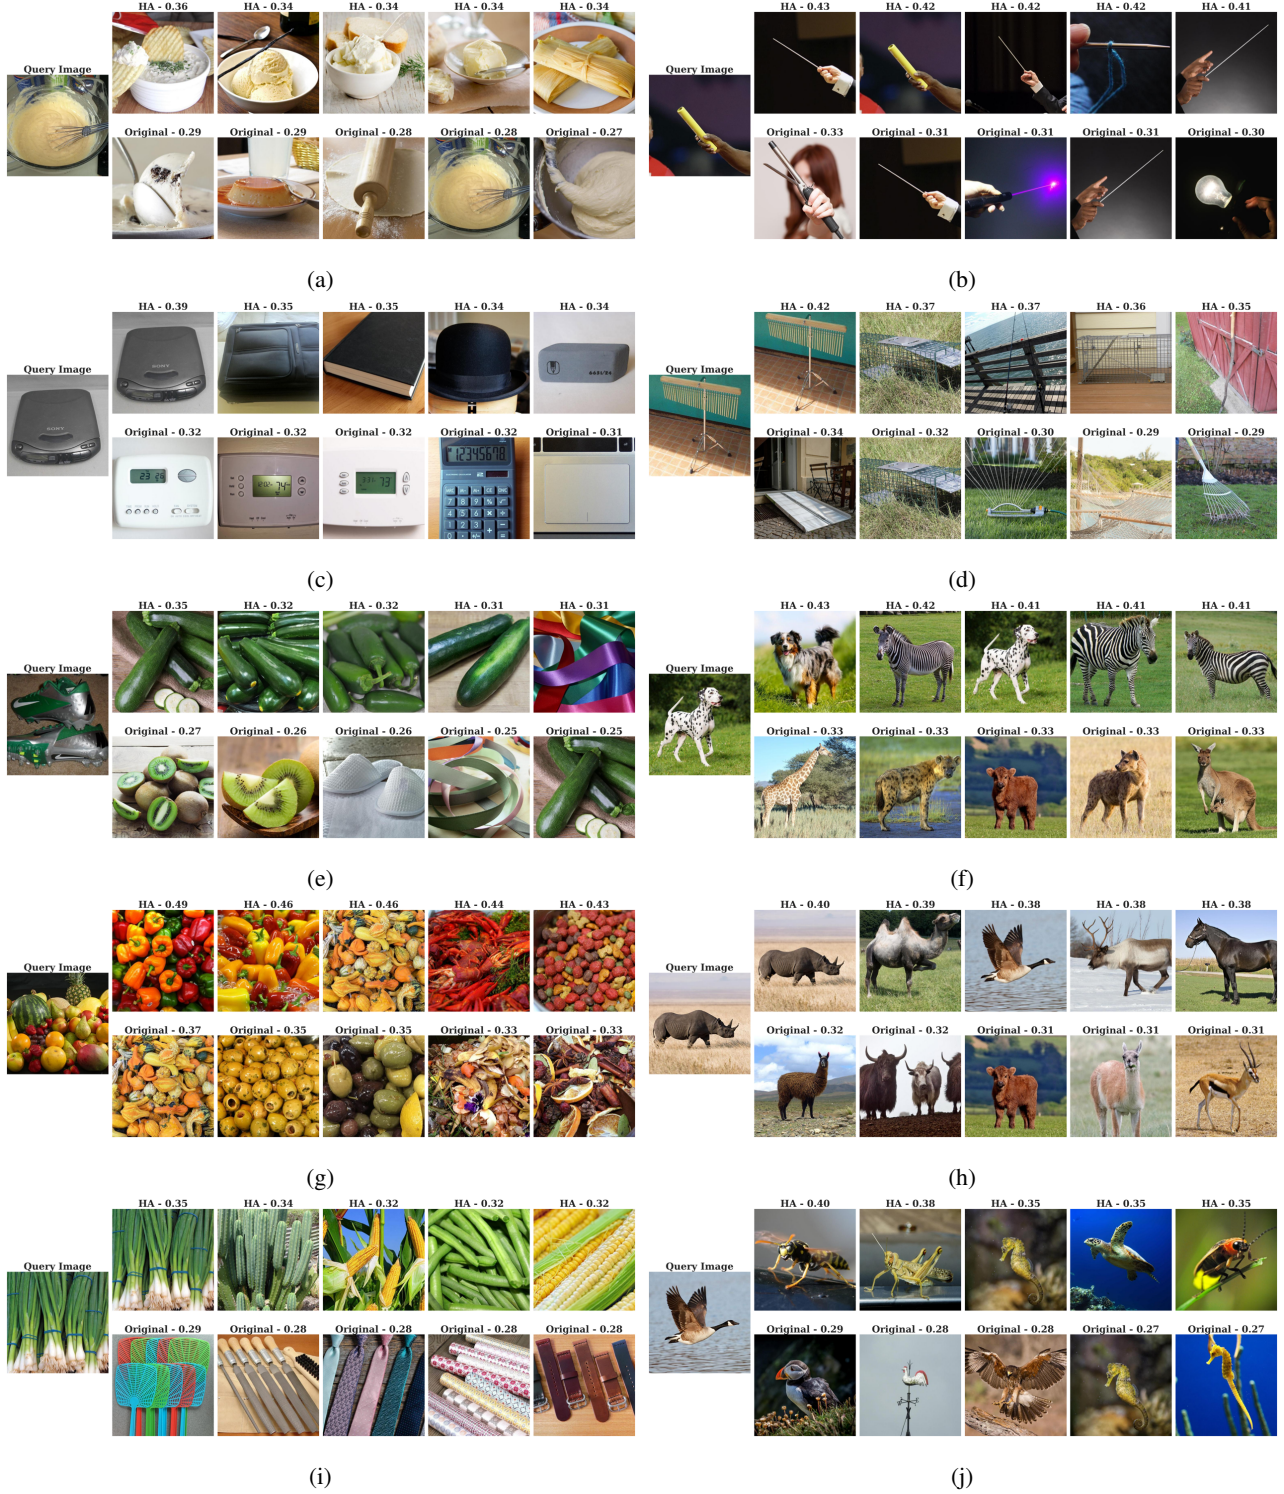 HA - 0.36 HA - 0.34 HA - 0.34 HA - 0.34 HA - 0.34
Query Image
Original - 0.29 Original - 0.29 Original - 0.28 Original - 0.28 Original - 0.27
(a)
HA - 0.43 HA - 0.42 HA - 0.42 HA - 0.42 HA - 0.41
Query Image
Original - 0.33 Original - 0.31 Original - 0.31 Original - 0.31 Original - 0.30
(b)
HA - 0.39 HA - 0.35 HA - 0.35 HA - 0.34 HA - 0.34
SONY
Query Image
SONY
Original - 0.32 Original - 0.32 Original - 0.32 Original - 0.32 Original - 0.31
12345678
(c)
HA - 0.42 HA - 0.37 HA - 0.37 HA - 0.36 HA - 0.35
Query Image
Original - 0.34 Original - 0.32 Original - 0.30 Original - 0.29 Original - 0.29
(d)
HA - 0.35 HA - 0.32 HA - 0.32 HA - 0.31 HA - 0.31
Query Image
Original - 0.27 Original - 0.26 Original - 0.26 Original - 0.25 Original - 0.25
(e)
HA - 0.43 HA - 0.42 HA - 0.41 HA - 0.41 HA - 0.41
Query Image
Original - 0.33 Original - 0.33 Original - 0.33 Original - 0.33 Original - 0.33
(f)
HA - 0.49 HA - 0.46 HA - 0.46 HA - 0.44 HA - 0.43
Query Image
Original - 0.37 Original - 0.35 Original - 0.35 Original - 0.33 Original - 0.33
(g)
HA - 0.40 HA - 0.39 HA - 0.38 HA - 0.38 HA - 0.38
Query Image
Original - 0.32 Original - 0.32 Original - 0.31 Original - 0.31 Original - 0.31
(h)
HA - 0.35 HA - 0.34 HA - 0.32 HA - 0.32 HA - 0.32
Query Image
Original - 0.29 Original - 0.28 Original - 0.28 Original - 0.28 Original - 0.28
(i)
HA - 0.40 HA - 0.38 HA - 0.35 HA - 0.35 HA - 0.35
Query Image
Original - 0.29 Original - 0.28 Original - 0.28 Original - 0.27 Original - 0.27
(j)